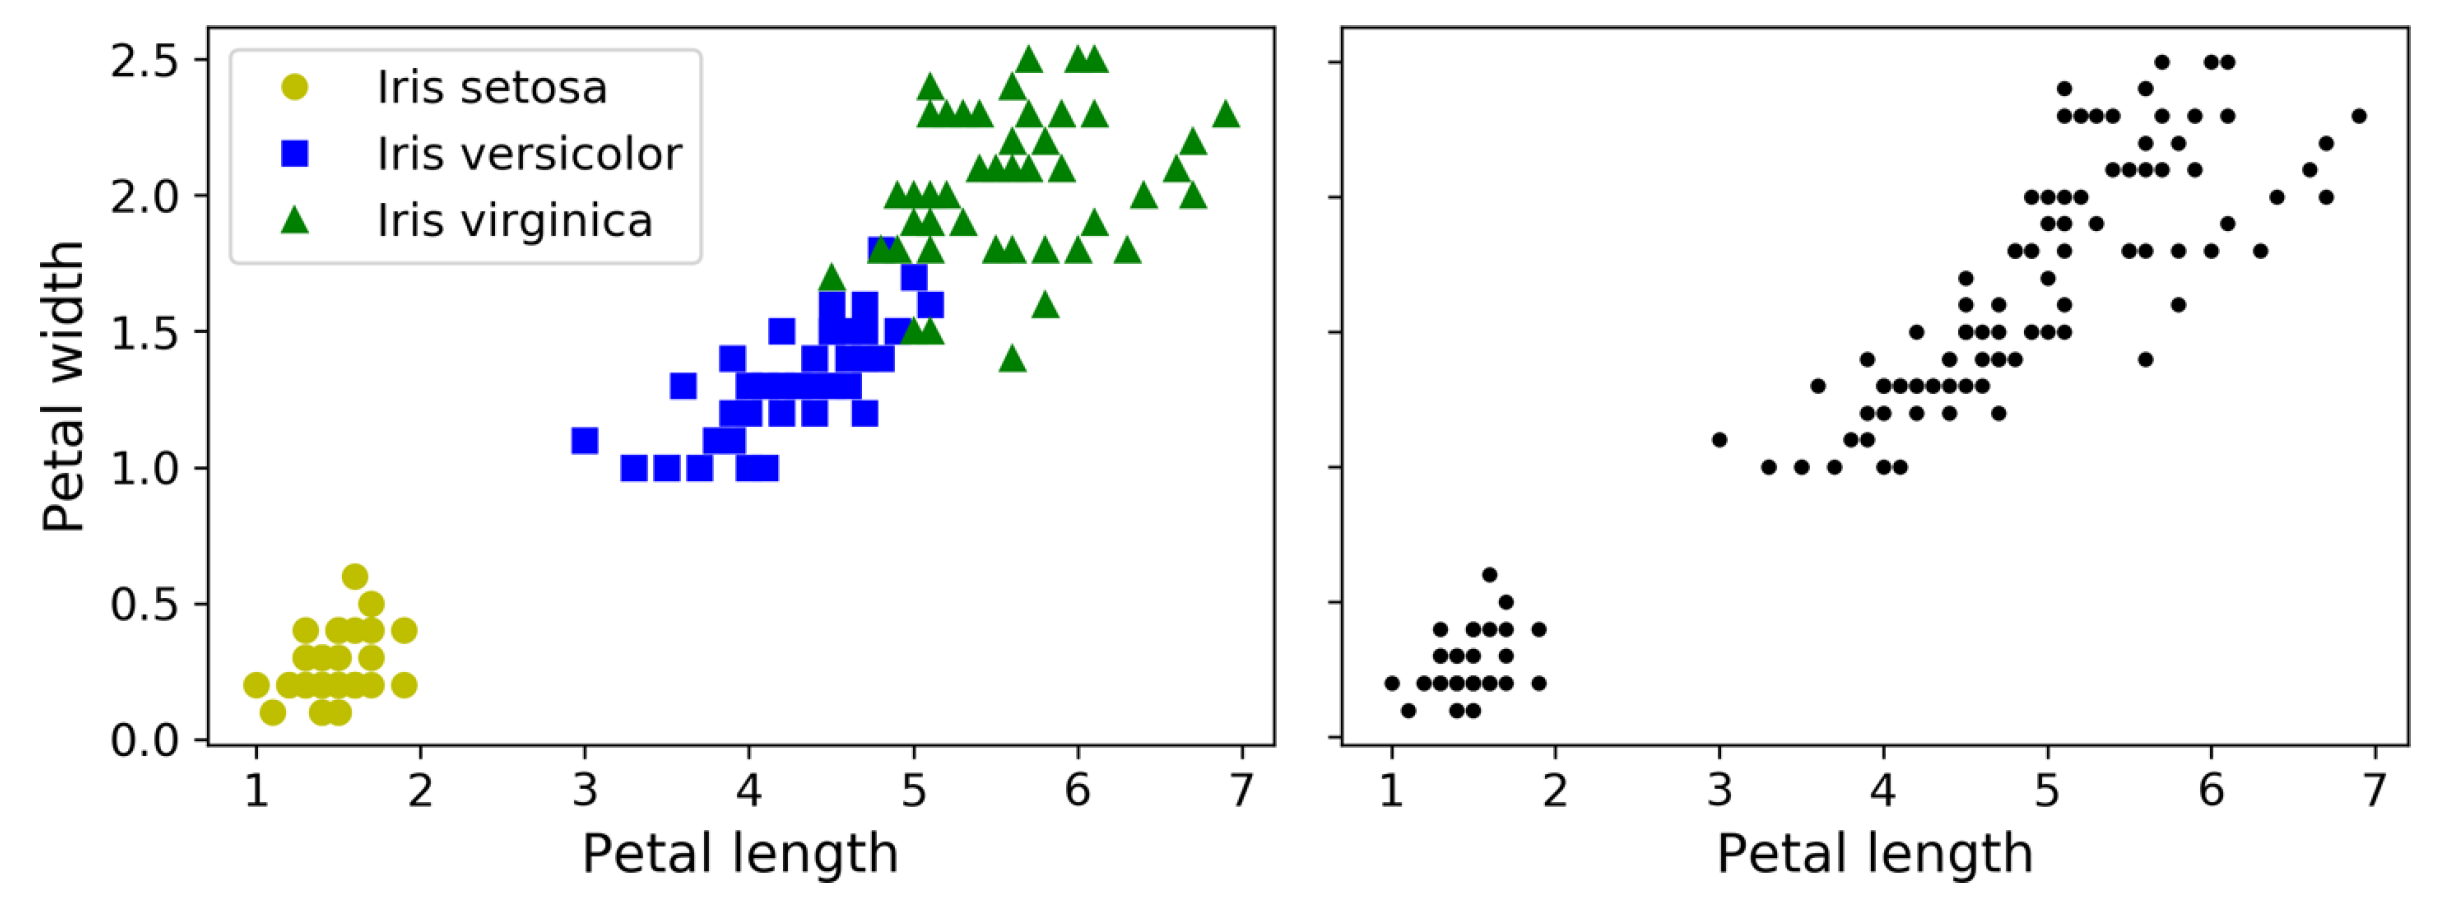 2.5
2.0
1.5
1.0
0.5
0.0
Petal width
Iris setosa
Iris versicolor
Iris virginica
1 2 3 4 5 6 7
Petal length
1 2 3 4 5 6 7
Petal length